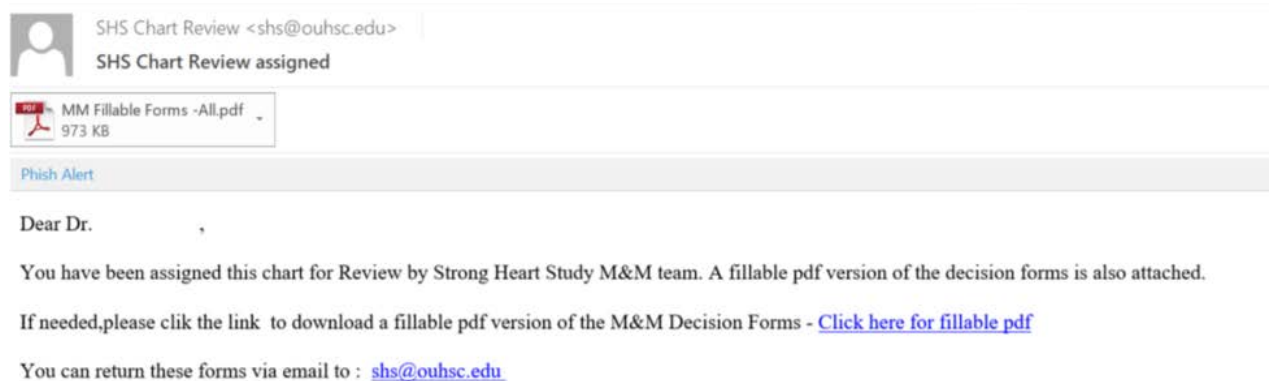 SHS Chart Review <shs@ouhsc.edu>
SHS Chart Review assigned
PDF
MM Fillable Forms -All.pdf
973 KB
Phish Alert
Dear Dr. ,
You have been assigned this chart for Review by Strong Heart Study M&M team. A fillable pdf version of the decision forms is also attached.
If needed,please clik the link to download a fillable pdf version of the M&M Decision Forms - Click here for fillable pdf
You can return these forms via email to : shs@ouhsc.edu